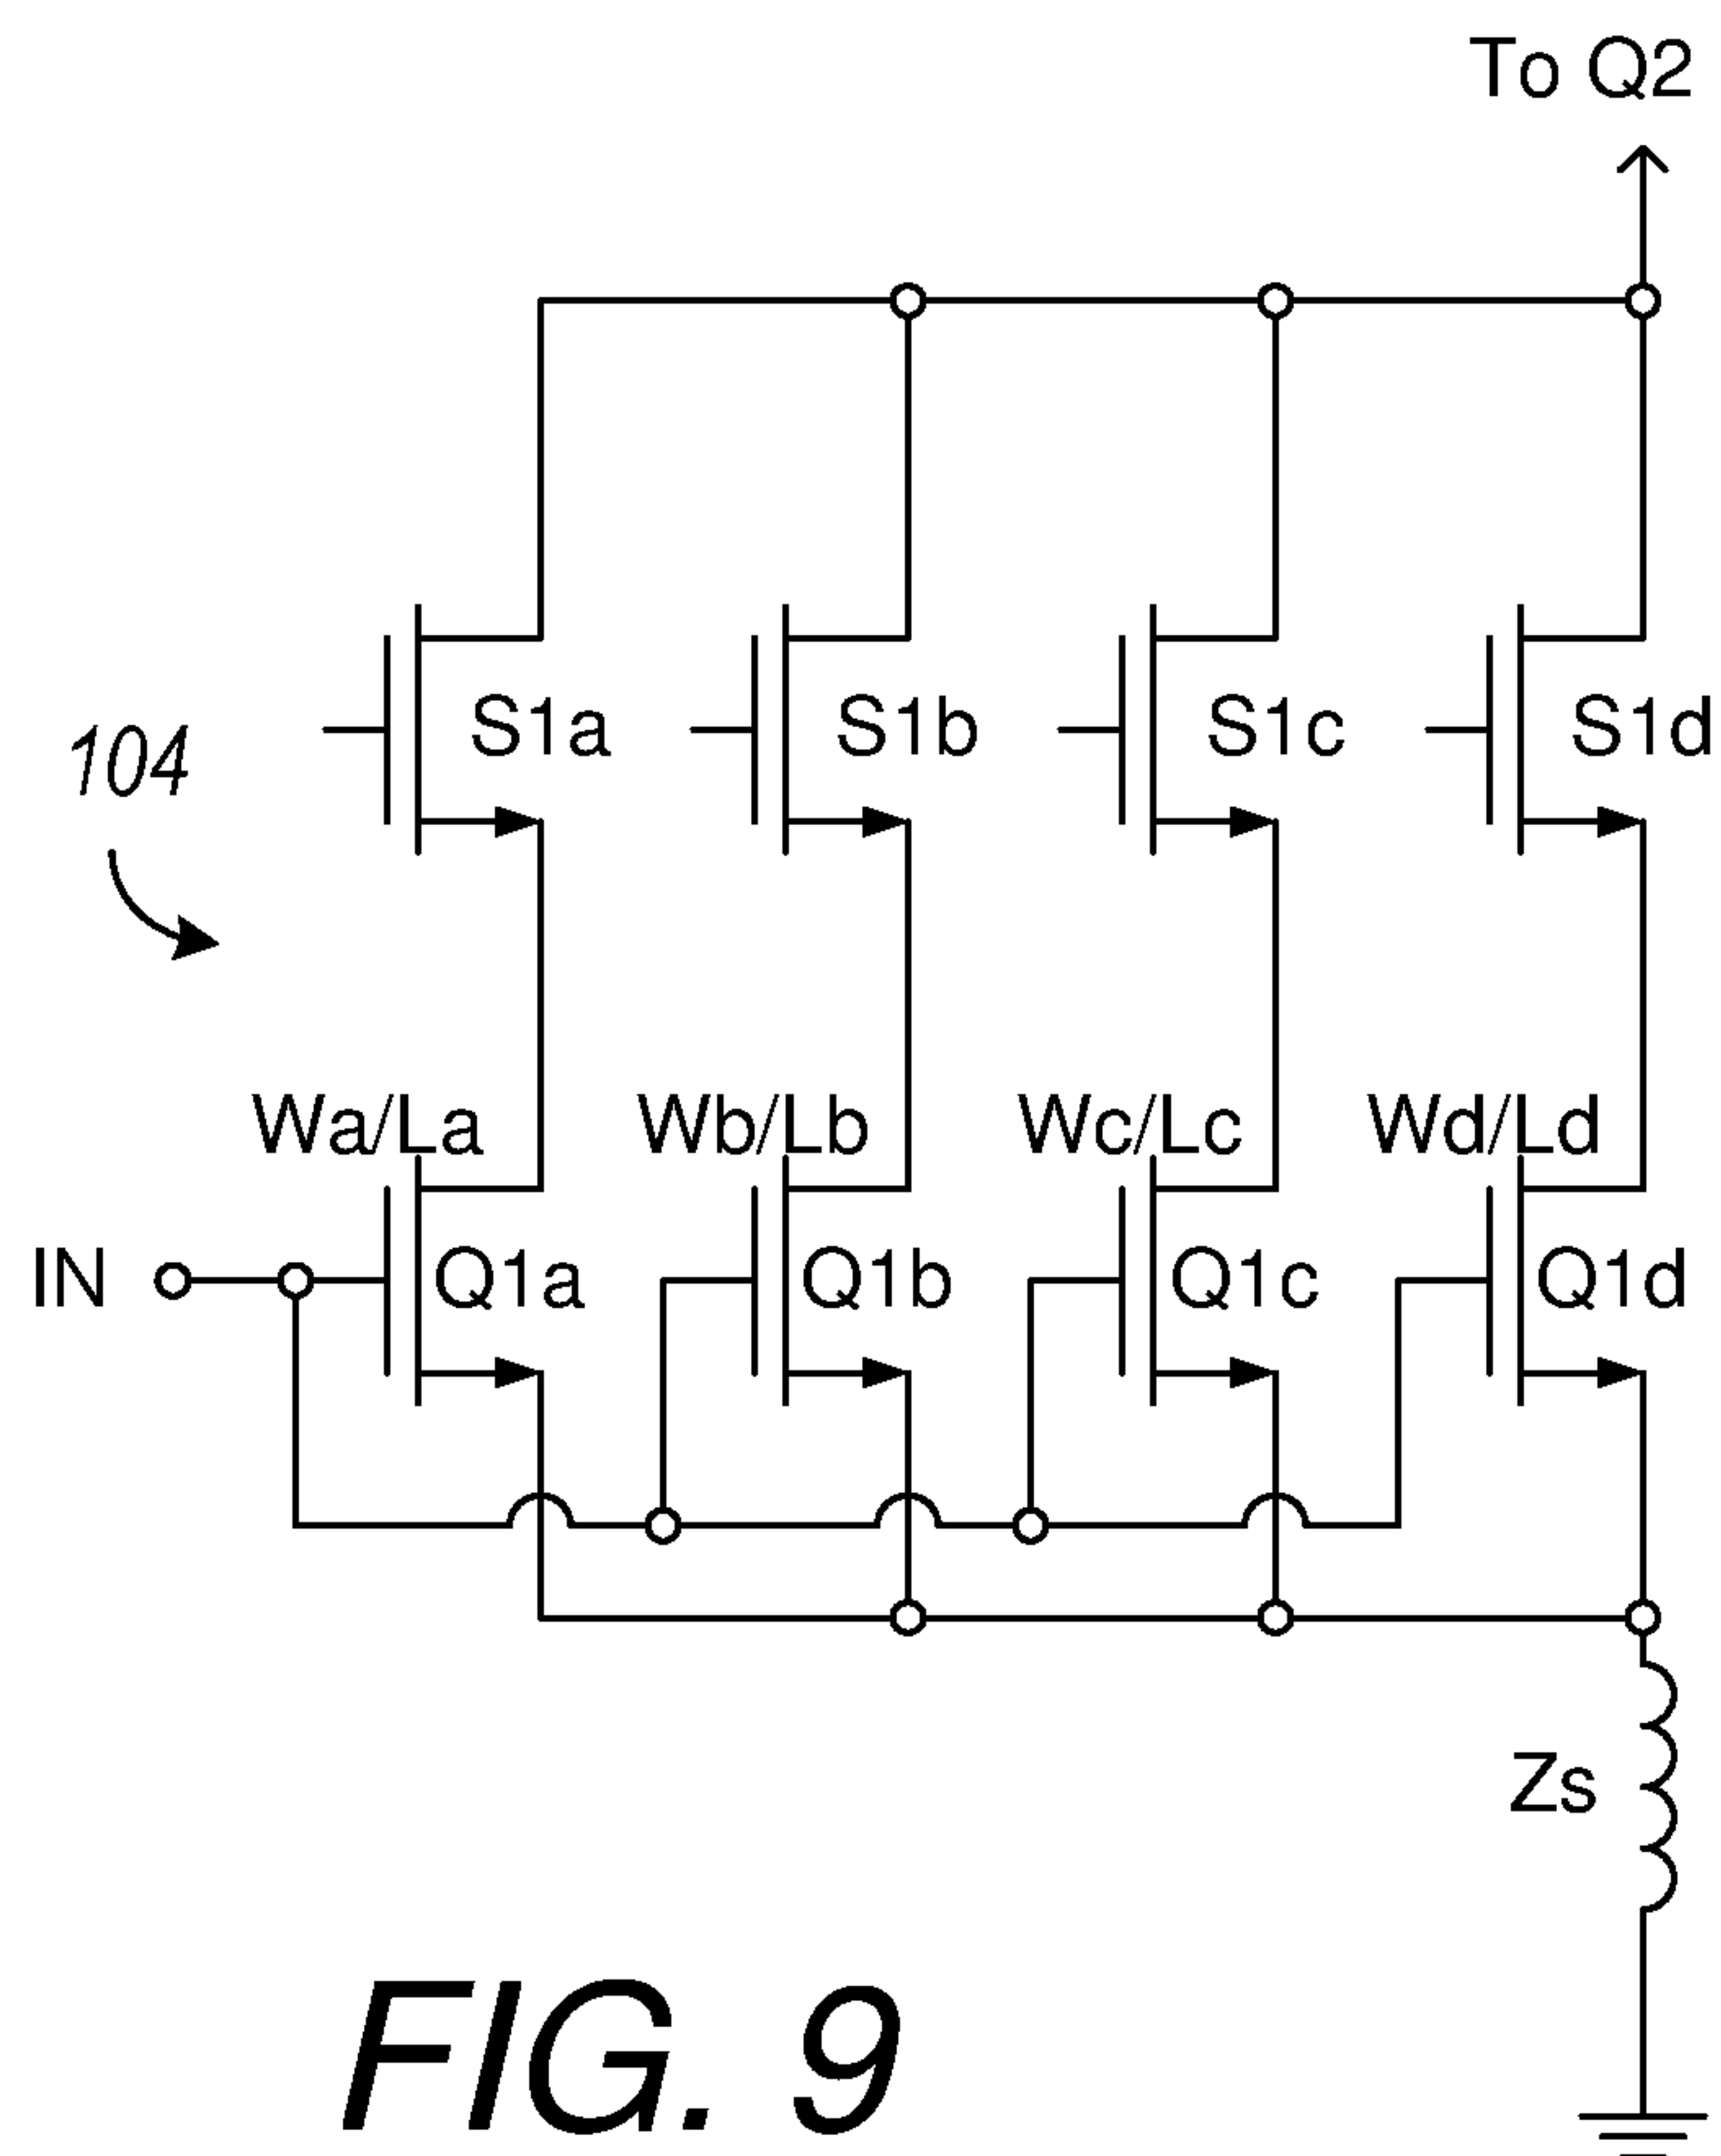 To Q2
S1a S1b S1c S1d
104
Wa/La Wb/Lb Wc/Lc Wd/Ld
IN Q1a Q1b Q1c Q1d
Zs
FIG. 9